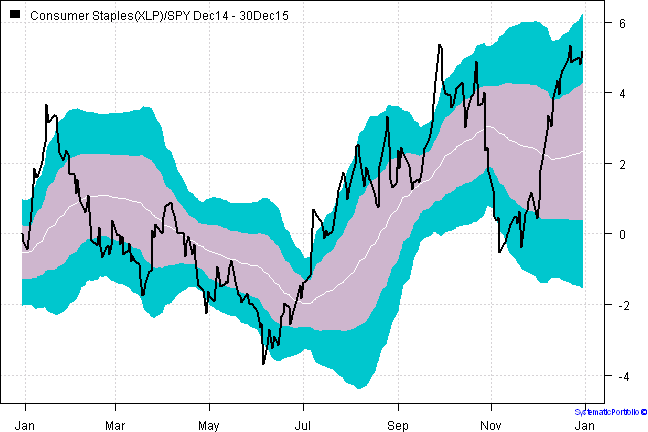 Consumer Staples(XLP)/SPY Dec14 - 30Dec15
6
4
2
0
-2
-4
Jan Mar May Jul Sep Nov Jan
SystematicPortfolio©